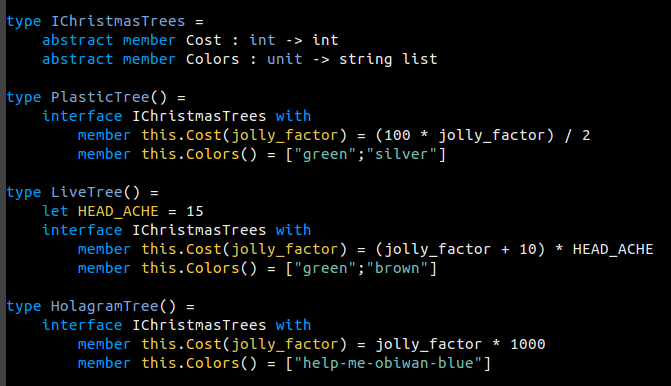 type IChristmasTrees =
    abstract member Cost : int -> int
    abstract member Colors : unit -> string list
type PlasticTree() =
    interface IChristmasTrees with
        member this.Cost(jolly_factor) = (100 * jolly_factor) / 2
        member this.Colors() = ["green";"silver"]
type LiveTree() =
    let HEAD_ACHE = 15
    interface IChristmasTrees with
        member this.Cost(jolly_factor) = (jolly_factor + 10) * HEAD_ACHE
        member this.Colors() = ["green";"brown"]
type HolagramTree() =
    interface IChristmasTrees with
        member this.Cost(jolly_factor) = jolly_factor * 1000
        member this.Colors() = ["help-me-obiwan-blue"]